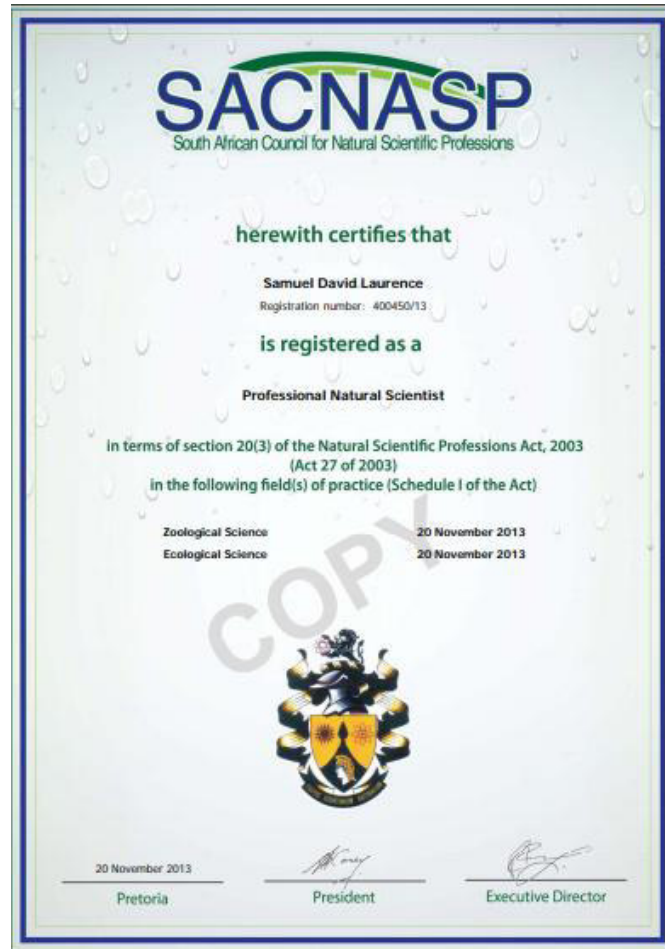 SACNASP
South African Council for Natural Scientific Professions
herewith certifies that
Samuel David Laurence
Registration number: 400450/13
is registered as a
Professional Natural Scientist
in terms of section 20(3) of the Natural Scientific Professions Act, 2003
(Act 27 of 2003)
in the following field(s) of practice (Schedule I of the Act)
Zoological Science 20 November 2013
Ecological Science 20 November 2013
COPY
20 November 2013
Pretoria President Executive Director